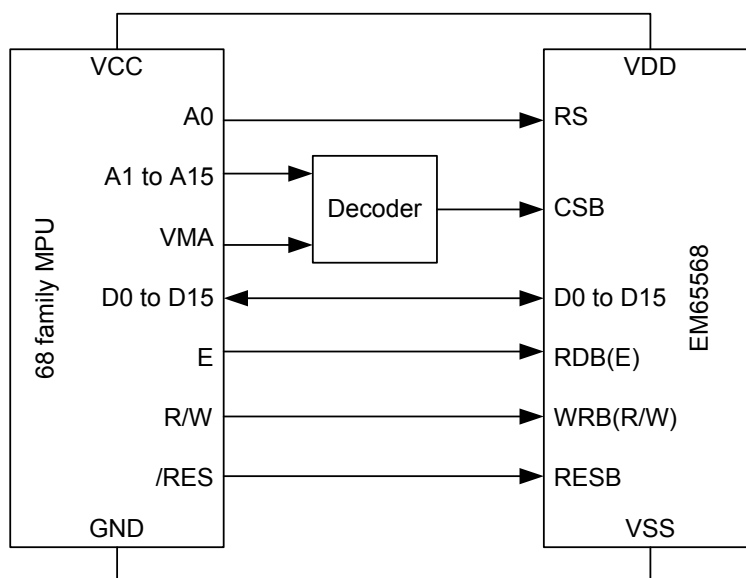 VCC
VDD
A0
RS
A1 to A15
Decoder
CSB
VMA
D0 to D15
D0 to D15
68 family MPU
EM65568
E
RDB(E)
R/W
WRB(R/W)
/RES
RESB
GND
VSS